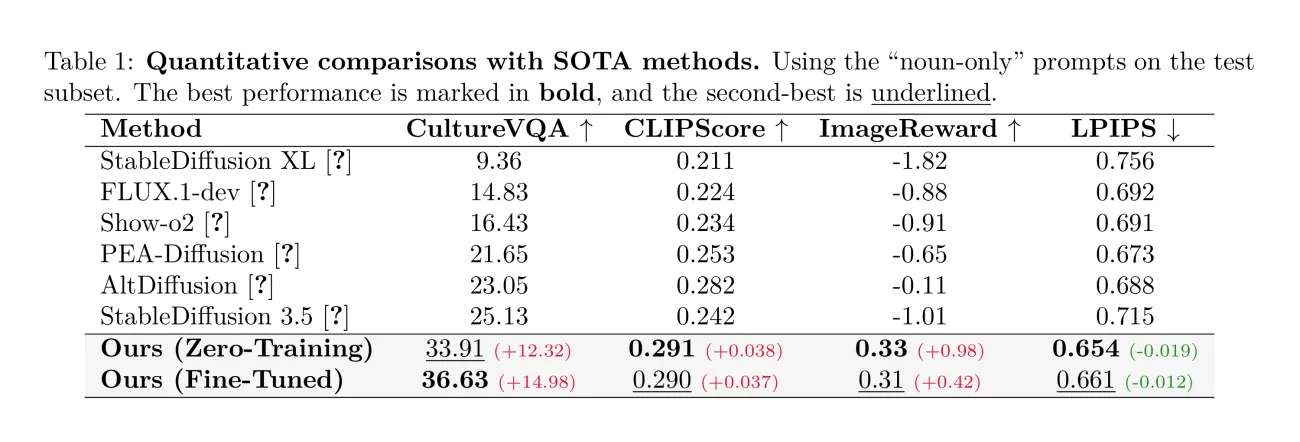 Table 1: Quantitative comparisons with SOTA methods. Using the “noun-only” prompts on the test
subset. The best performance is marked in bold, and the second-best is underlined.
Method CultureVQA ↑ CLIPScore ↑ ImageReward ↑ LPIPS ↓
StableDiffusion XL [?] 9.36 0.211 -1.82 0.756
FLUX.1-dev [?] 14.83 0.224 -0.88 0.692
Show-o2 [?] 16.43 0.234 -0.91 0.691
PEA-Diffusion [?] 21.65 0.253 -0.65 0.673
AltDiffusion [?] 23.05 0.282 -0.11 0.688
StableDiffusion 3.5 [?] 25.13 0.242 -1.01 0.715
Ours (Zero-Training) 33.91 (+12.32) 0.291 (+0.038) 0.33 (+0.98) 0.654 (-0.019)
Ours (Fine-Tuned) 36.63 (+14.98) 0.290 (+0.037) 0.31 (+0.42) 0.661 (-0.012)